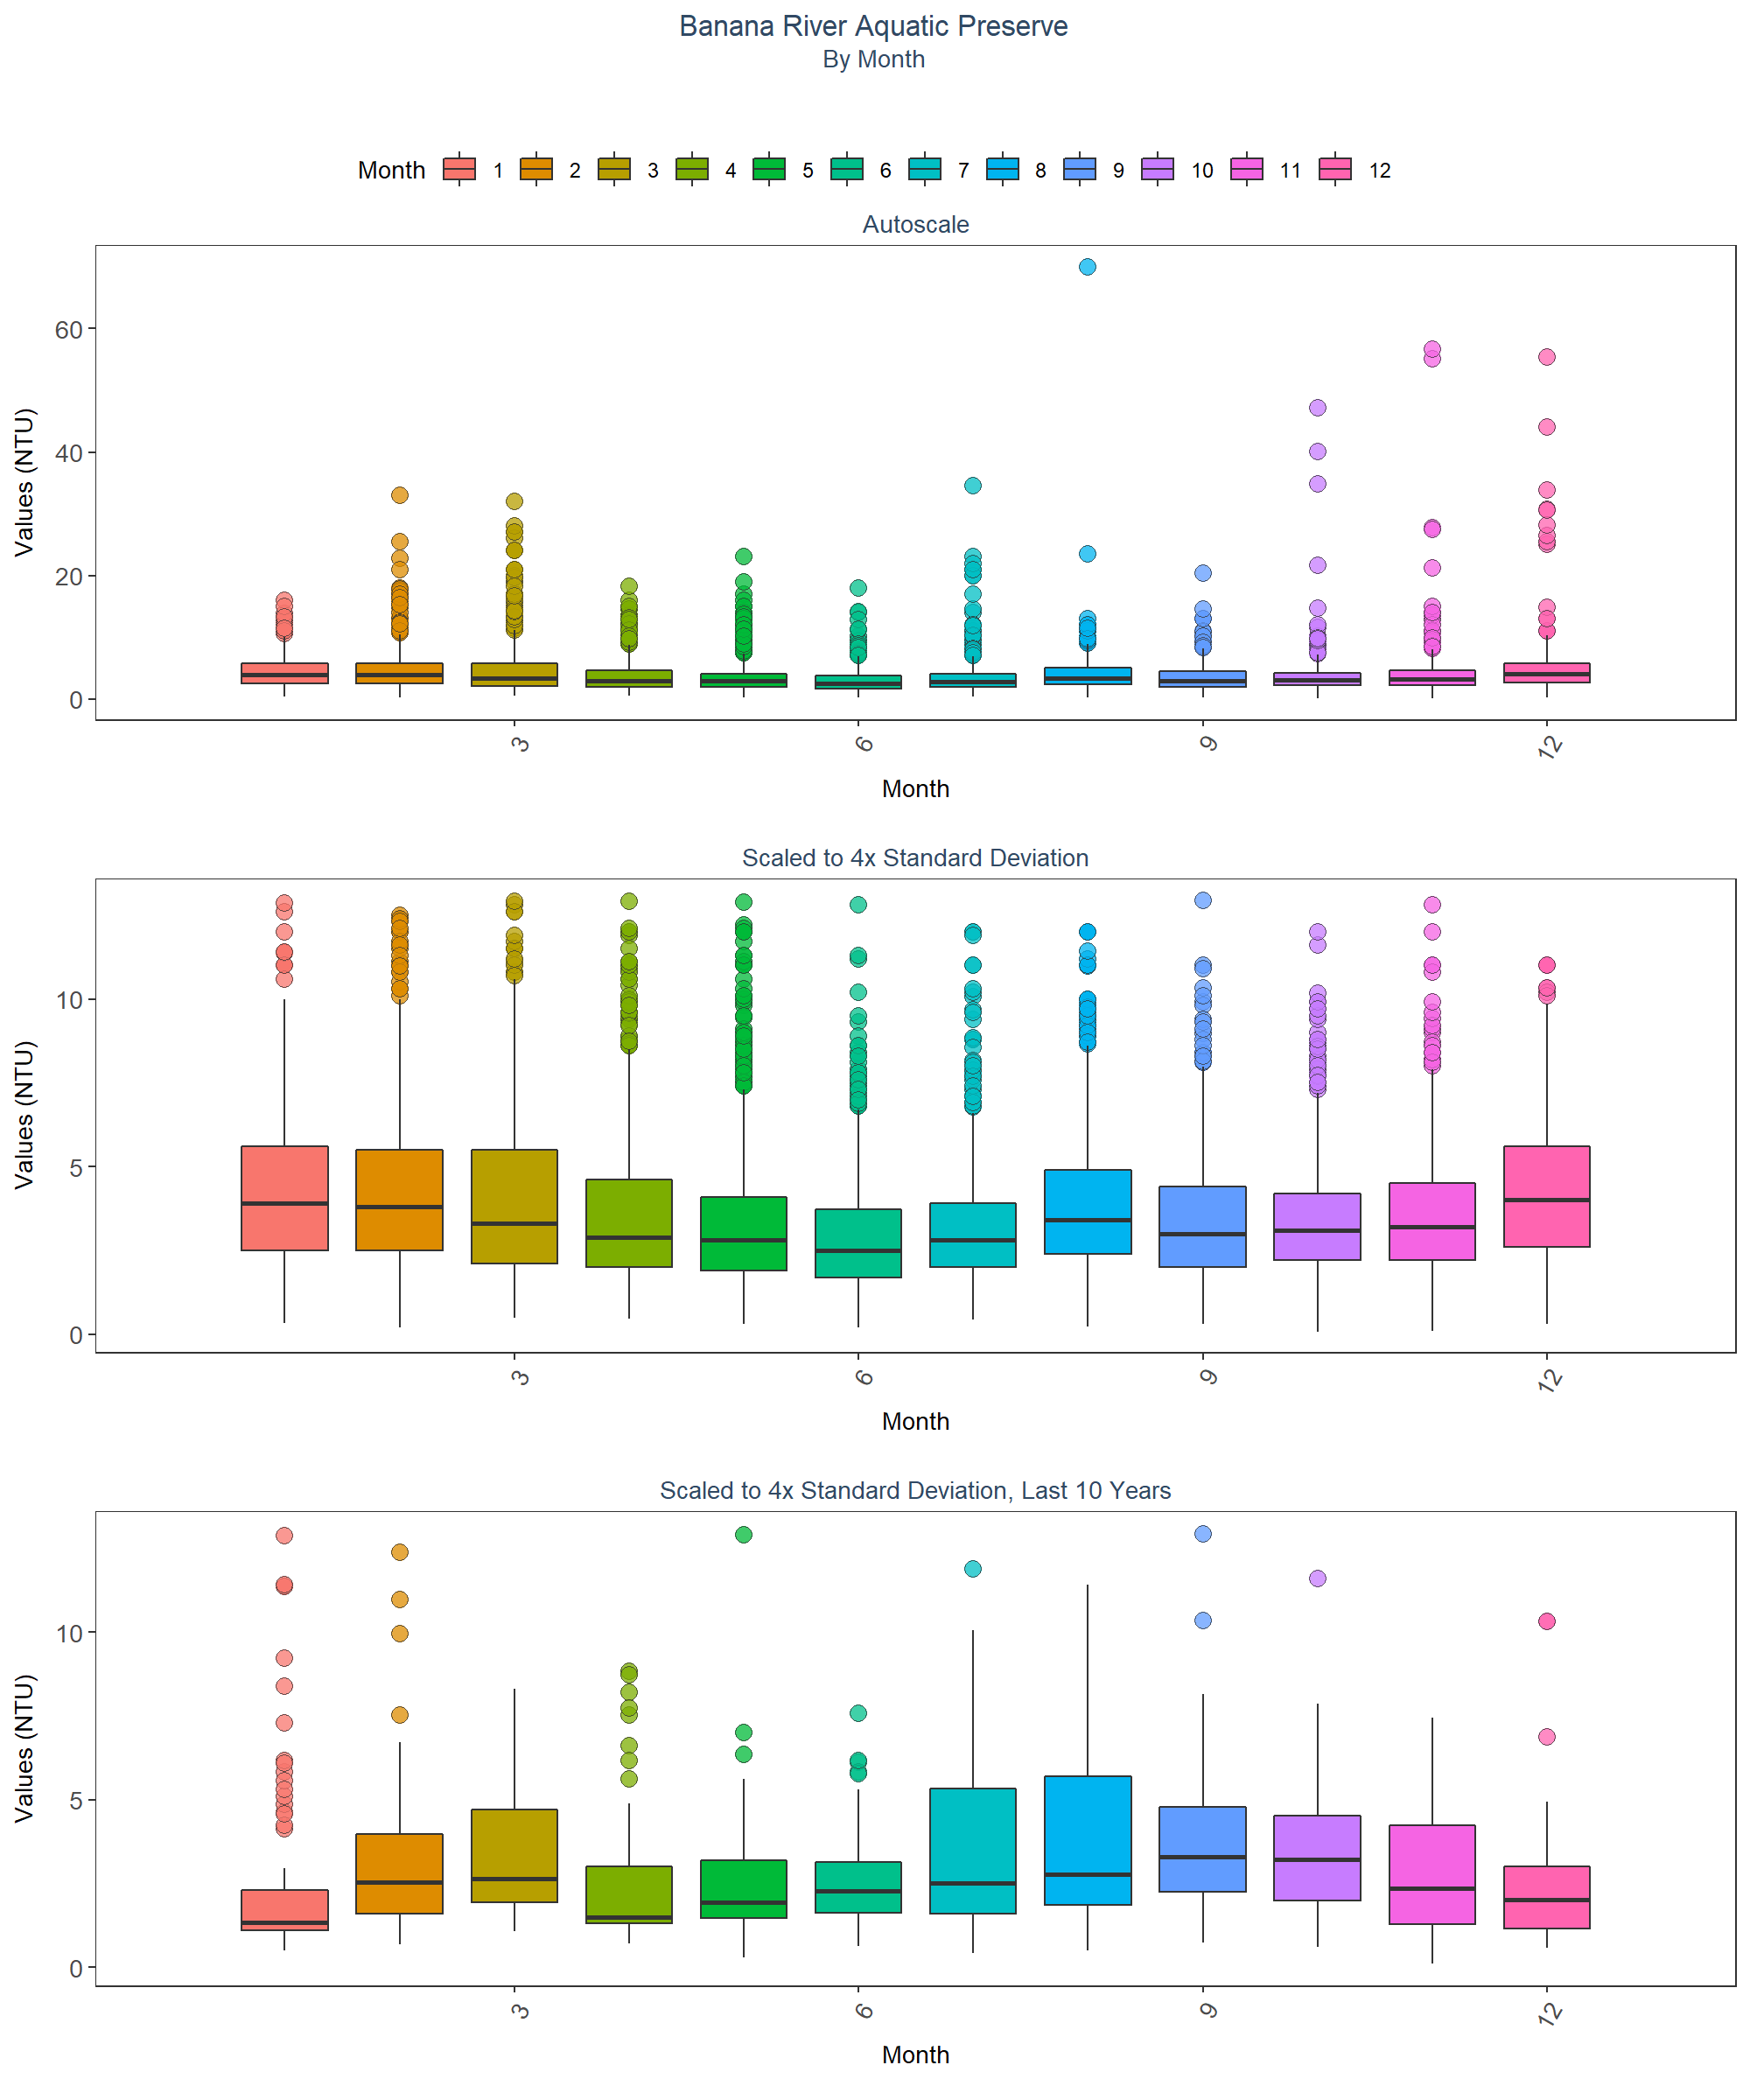 Banana River Aquatic Preserve
By Month
Month 1 2 3 4 5 6 7 8 9 10 11 12
Autoscale
Values (NTU)
60
40
20
0
3 6 9 12
Month
Scaled to 4x Standard Deviation
Values (NTU)
10
5
0
3 6 9 12
Month
Scaled to 4x Standard Deviation, Last 10 Years
Values (NTU)
10
5
0
3 6 9 12
Month